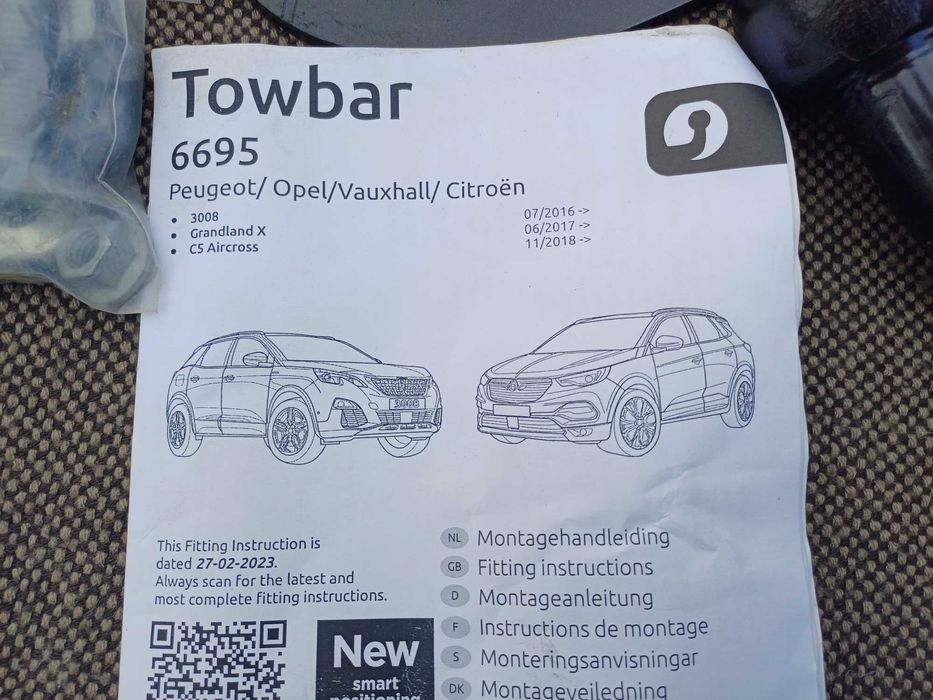 Towbar
6695
Peugeot/ Opel/Vauxhall/ Citroën
• 3008 07/2016 ->
• Grandland X 06/2017 ->
• C5 Aircross 11/2018 ->
3008
This Fitting Instruction is
dated 27-02-2023.
Always scan for the latest and
most complete fitting instructions.
New
smart
positioning
NL Montagehandleiding
GB Fitting instructions
D Montageanleitung
F Instructions de montage
S Monteringsanvisningar
DK Montageveiledning